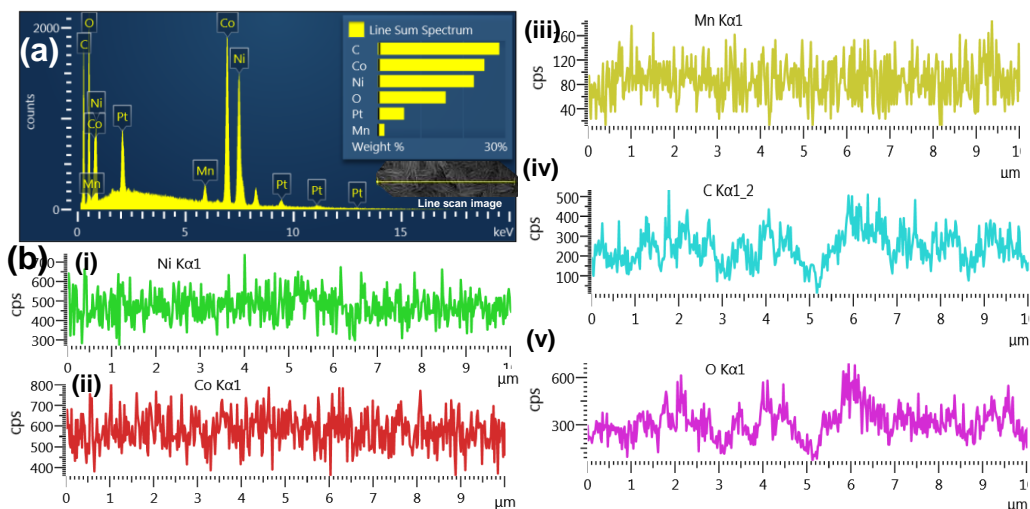 (a)
counts
2000
0
C
O
Ni
Co
Mn
Pt
Mn
Co
Ni
Pt
Pt
Pt
0 5 10 15 keV
Line Sum Spectrum
C
Co
Ni
O
Pt
Mn
Weight % 30%
Line scan image
(b)
(i)
Ni Kα1
cps
700
600
500
400
300
0 1 2 3 4 5 6 7 8 9 1
µm
(ii)
Co Kα1
cps
800
700
600
500
400
0 1 2 3 4 5 6 7 8 9
µm
(iii)
Mn Kα1
cps
160
120
80
40
0 1 2 3 4 5 6 7 8 9 10
µm
(iv)
C Kα1_2
cps
500
400
300
200
100
0 1 2 3 4 5 6 7 8 9 10
µm
(v)
O Kα1
cps
600
300
0 1 2 3 4 5 6 7 8 9 10
µm